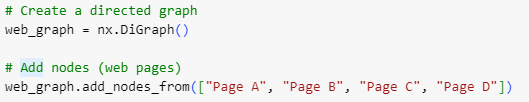 # Create a directed graph
web_graph = nx.DiGraph()
# Add nodes (web pages)
web_graph.add_nodes_from(["Page A", "Page B", "Page C", "Page D"])